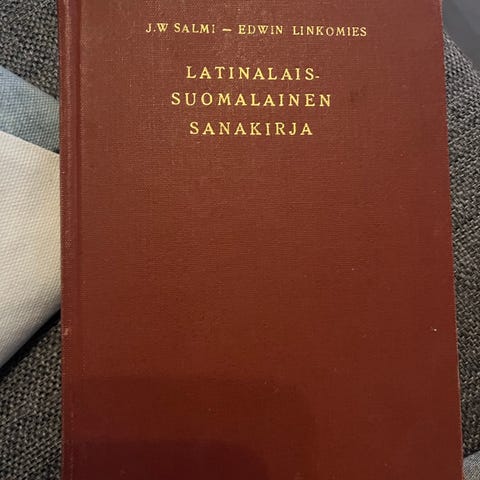 J.W SALMI – EDWIN LINKOMIES
LATINALAIS-
SUOMALAINEN
SANAKIRJA